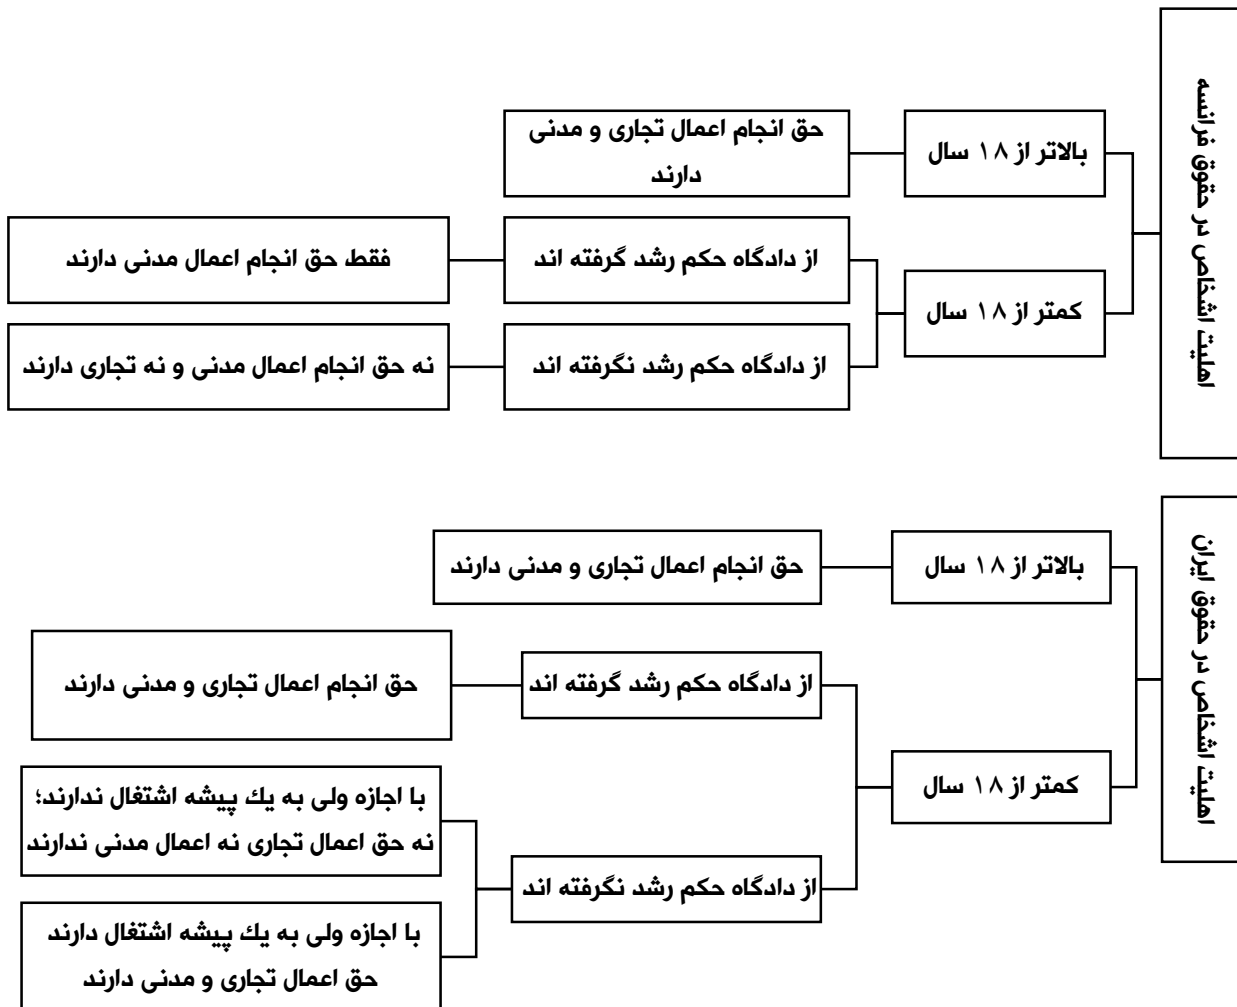 اهلیت اشخاص در حقوق فرانسه
بالاتر از ۱۸ سال
حق انجام اعمال تجاری و مدنی
دارند
کمتر از ۱۸ سال
از دادگاه حکم رشد گرفته اند
فقط حق انجام اعمال مدنی دارند
از دادگاه حکم رشد نگرفته اند
نه حق انجام اعمال مدنی و نه تجاری دارند
اهلیت اشخاص در حقوق ایران
بالاتر از ۱۸ سال
حق انجام اعمال تجاری و مدنی دارند
کمتر از ۱۸ سال
از دادگاه حکم رشد گرفته اند
حق انجام اعمال تجاری و مدنی دارند
از دادگاه حکم رشد نگرفته اند
با اجازه ولی به یك پیشه اشتغال ندارند؛
نه حق اعمال تجاری نه اعمال مدنی ندارند
با اجازه ولی به یك پیشه اشتغال دارند
حق اعمال تجاری و مدنی دارند